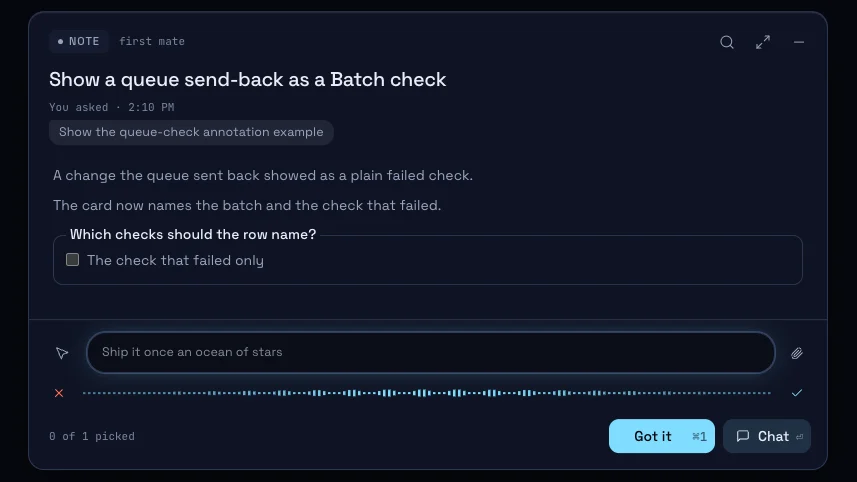 NOTE first mate
Show a queue send-back as a Batch check
You asked · 2:10 PM
Show the queue-check annotation example
A change the queue sent back showed as a plain failed check.
The card now names the batch and the check that failed.
Which checks should the row name?
The check that failed only
Ship it once an ocean of stars
0 of 1 picked
Got it ⌘1
Chat ⏎